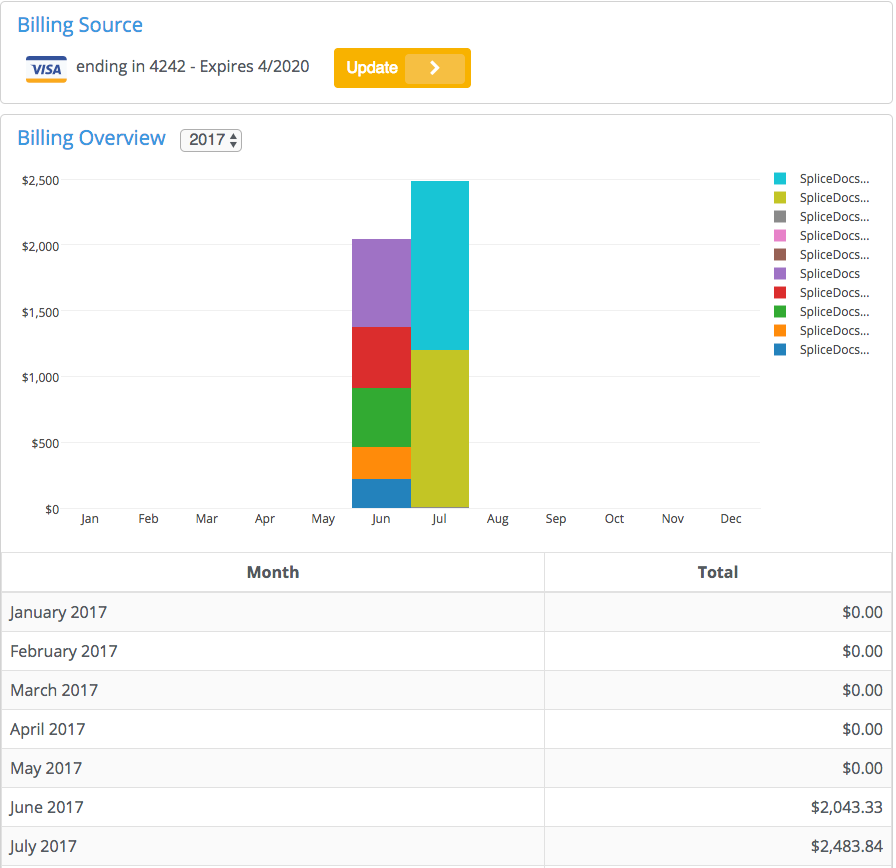 Billing Source
VISA ending in 4242 - Expires 4/2020 Update
Billing Overview 2017
$2,500
$2,000
$1,500
$1,000
$500
$0
Jan Feb Mar Apr May Jun Jul Aug Sep Oct Nov Dec
SpliceDocs...
SpliceDocs...
SpliceDocs...
SpliceDocs...
SpliceDocs...
SpliceDocs
SpliceDocs...
SpliceDocs...
SpliceDocs...
SpliceDocs...
Month Total
January 2017 $0.00
February 2017 $0.00
March 2017 $0.00
April 2017 $0.00
May 2017 $0.00
June 2017 $2,043.33
July 2017 $2,483.84